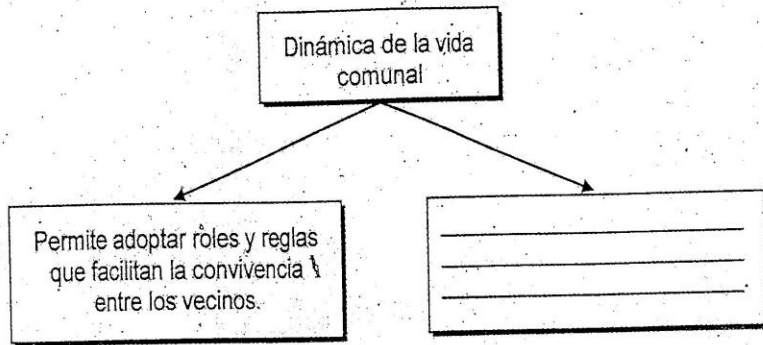 Dinámica de la vida
comunal
Permite adoptar roles y reglas
que facilitan la convivencia
entre los vecinos.